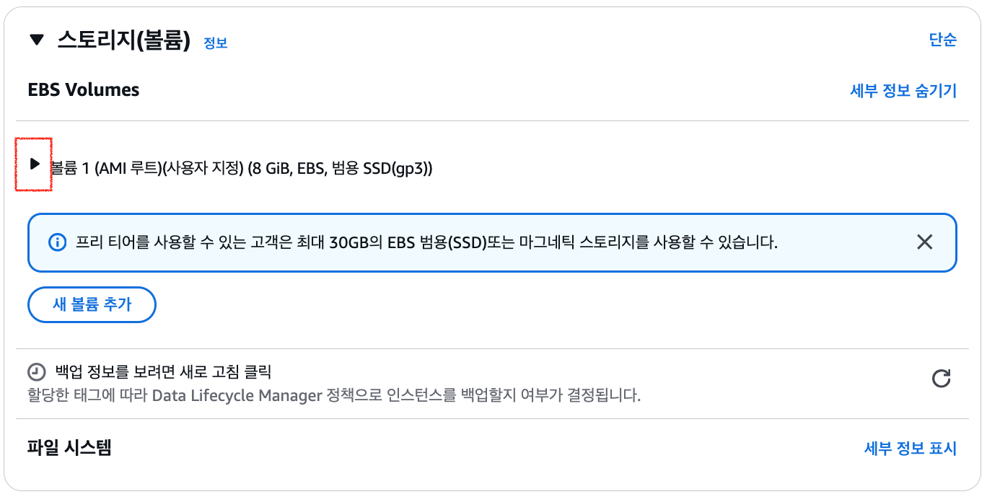 스토리지(볼륨) 정보 단순
EBS Volumes 세부 정보 숨기기
볼륨 1 (AMI 루트)(사용자 지정) (8 GiB, EBS, 범용 SSD(gp3))
프리 티어를 사용할 수 있는 고객은 최대 30GB의 EBS 범용(SSD)또는 마그네틱 스토리지를 사용할 수 있습니다.
새 볼륨 추가
백업 정보를 보려면 새로 고침 클릭
할당한 태그에 따라 Data Lifecycle Manager 정책으로 인스턴스를 백업할지 여부가 결정됩니다.
파일 시스템 세부 정보 표시